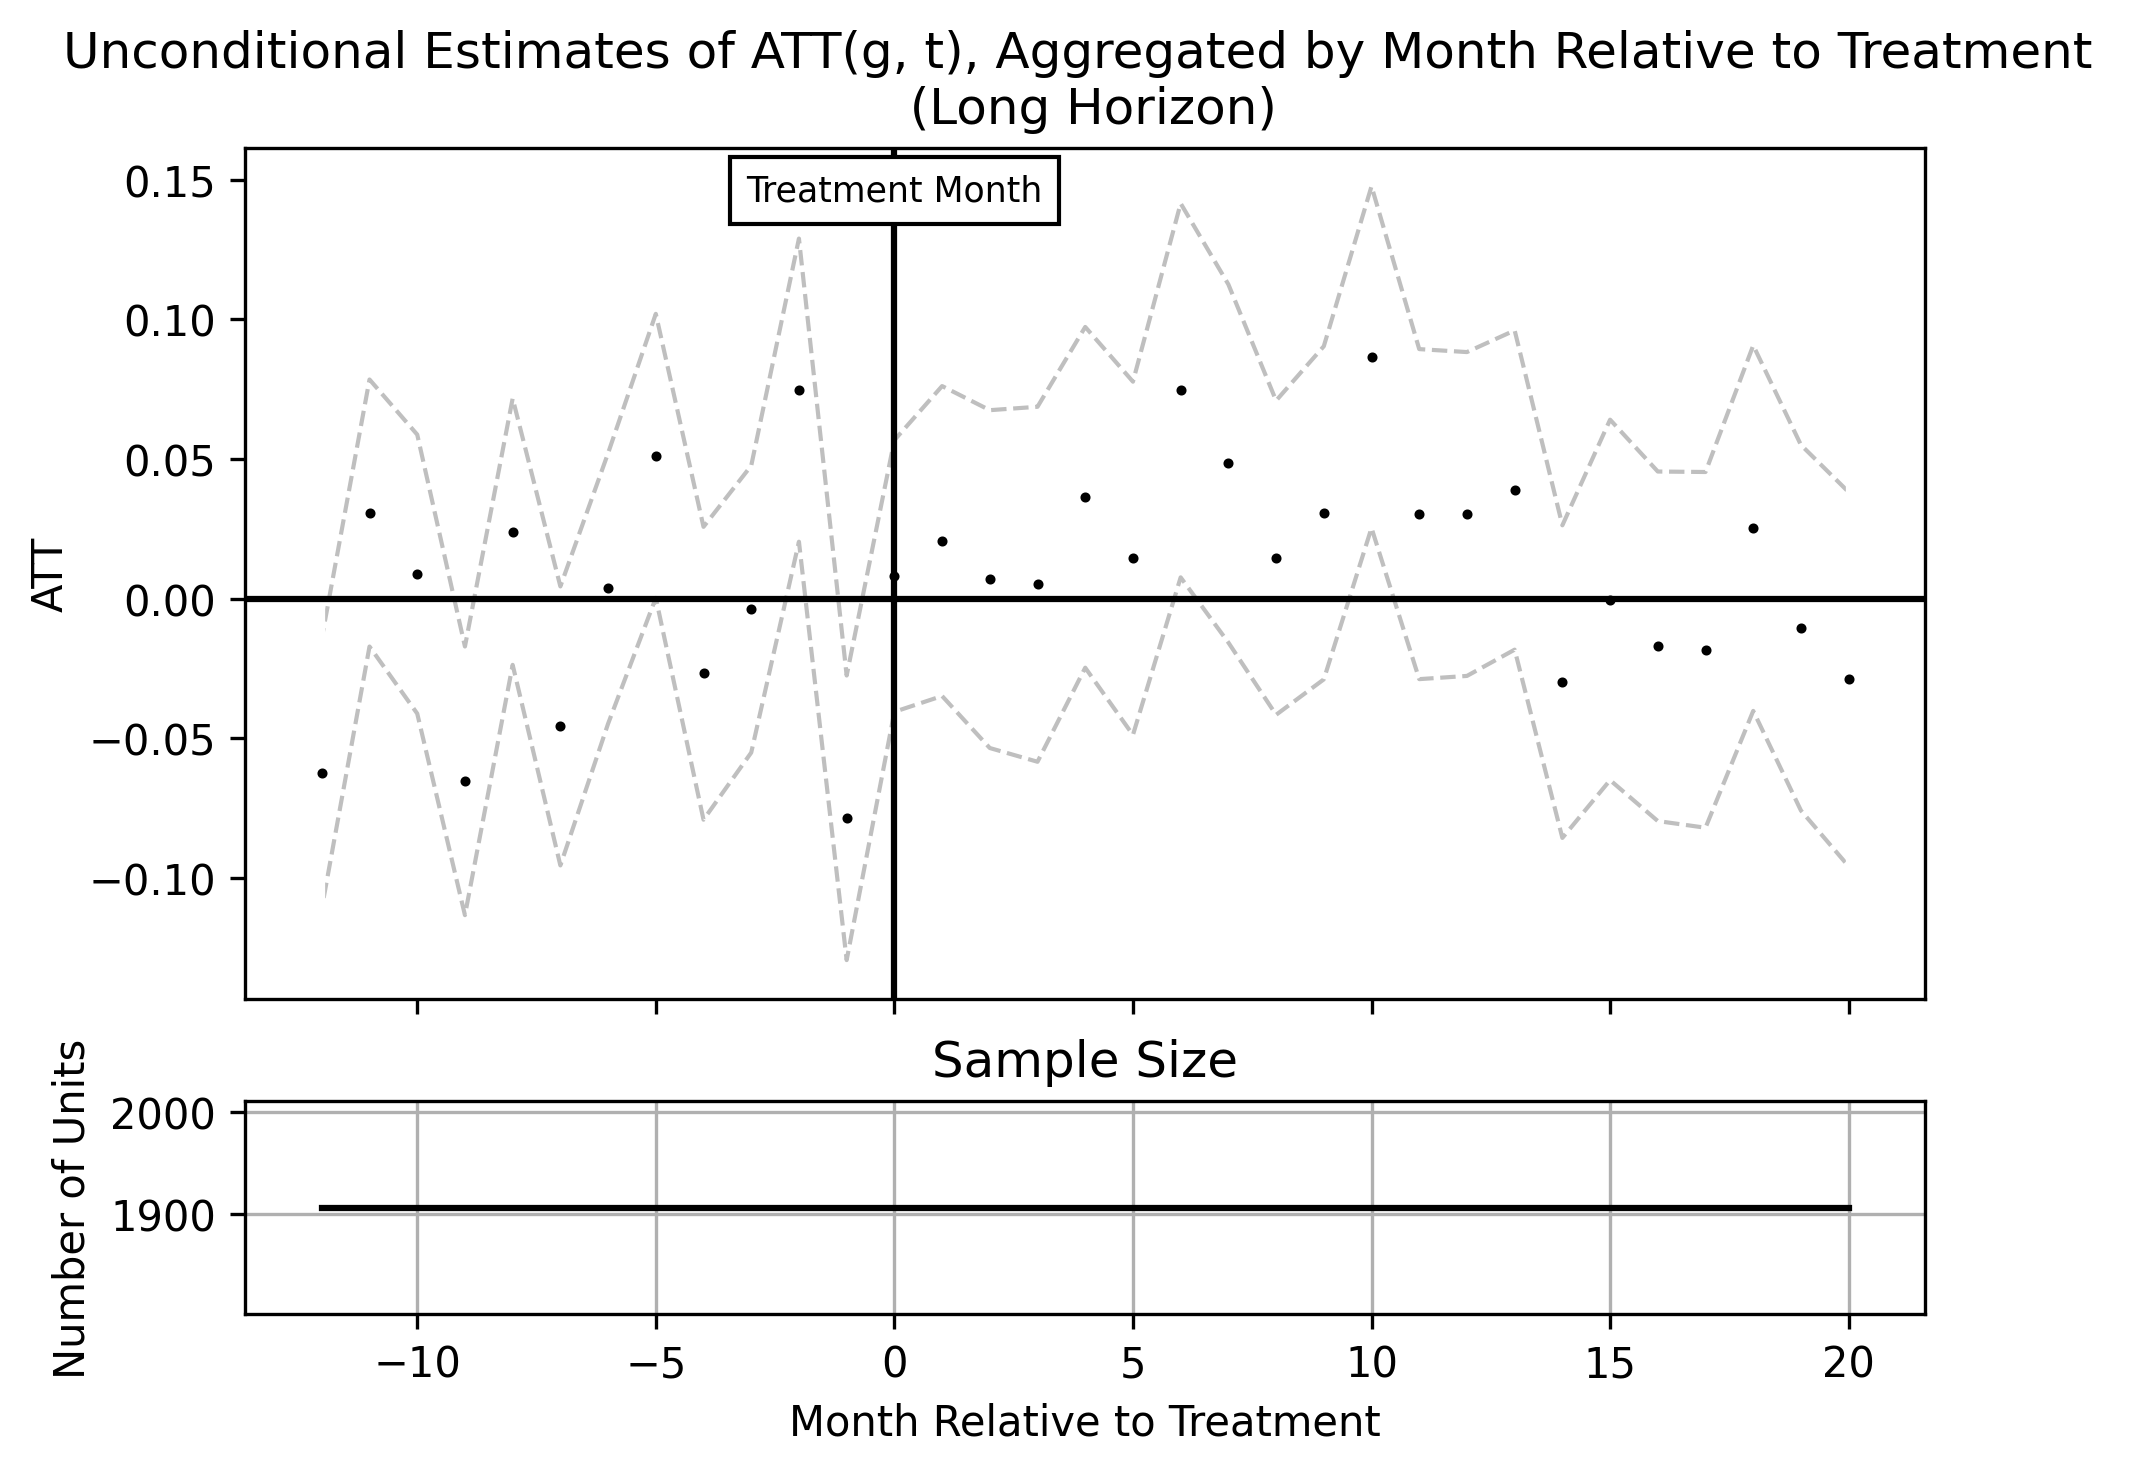 Unconditional Estimates of ATT(g, t), Aggregated by Month Relative to Treatment
(Long Horizon)
Treatment Month
ATT
0.15
0.10
0.05
0.00
−0.05
−0.10
Sample Size
Number of Units
2000
1900
−10 −5 0 5 10 15 20
Month Relative to Treatment